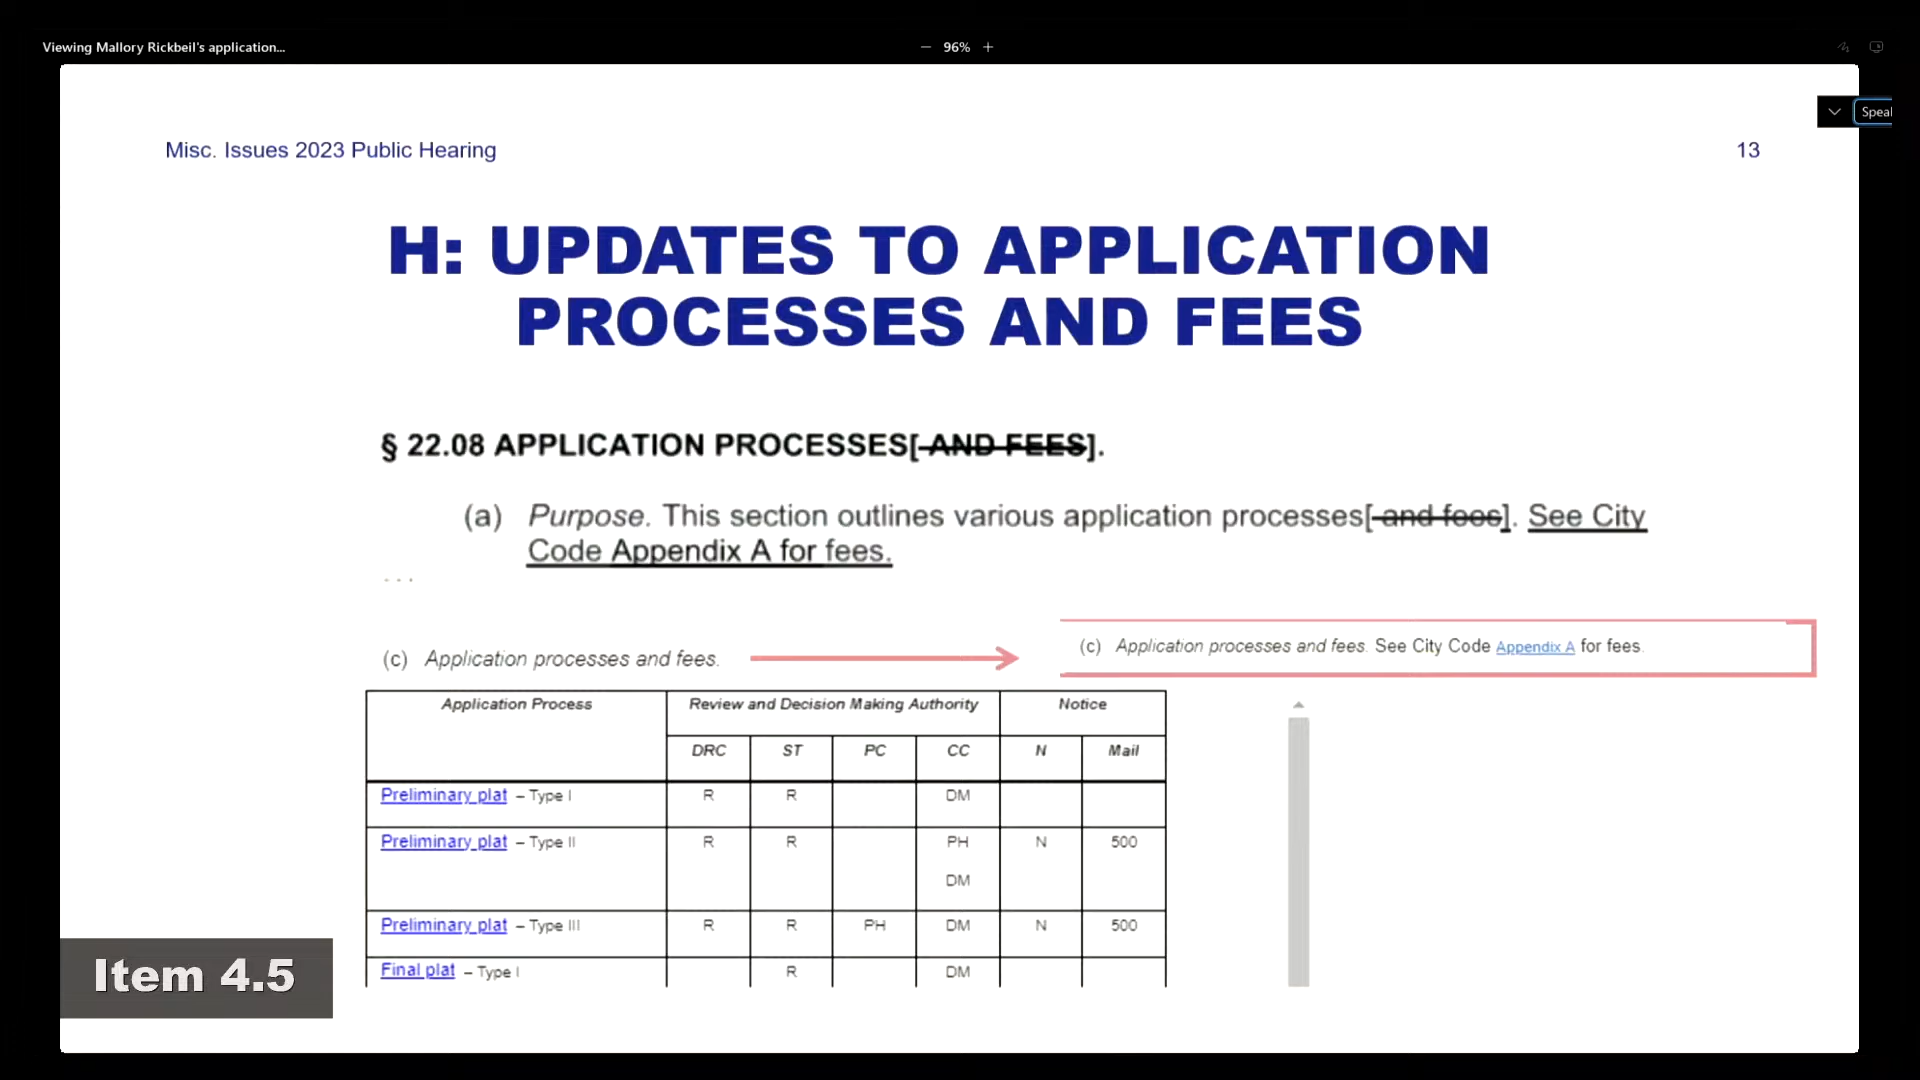 Viewing Mallory Rickbeil's application...
— 96% +
Speal
Misc. Issues 2023 Public Hearing
13
H: UPDATES TO APPLICATION
PROCESSES AND FEES
§ 22.08 APPLICATION PROCESSES[ AND FEES].
(a) Purpose. This section outlines various application processes[ and fees]. See City
Code Appendix A for fees.
. . .
(c) Application processes and fees.
(c) Application processes and fees. See City Code Appendix A for fees.
Application Process Review and Decision Making Authority Notice
DRC ST PC CC N Mail
Preliminary plat – Type I R R DM
Preliminary plat – Type II R R PH N 500
DM
Preliminary plat – Type III R R PH DM N 500
Final plat – Type I R DM
Item 4.5